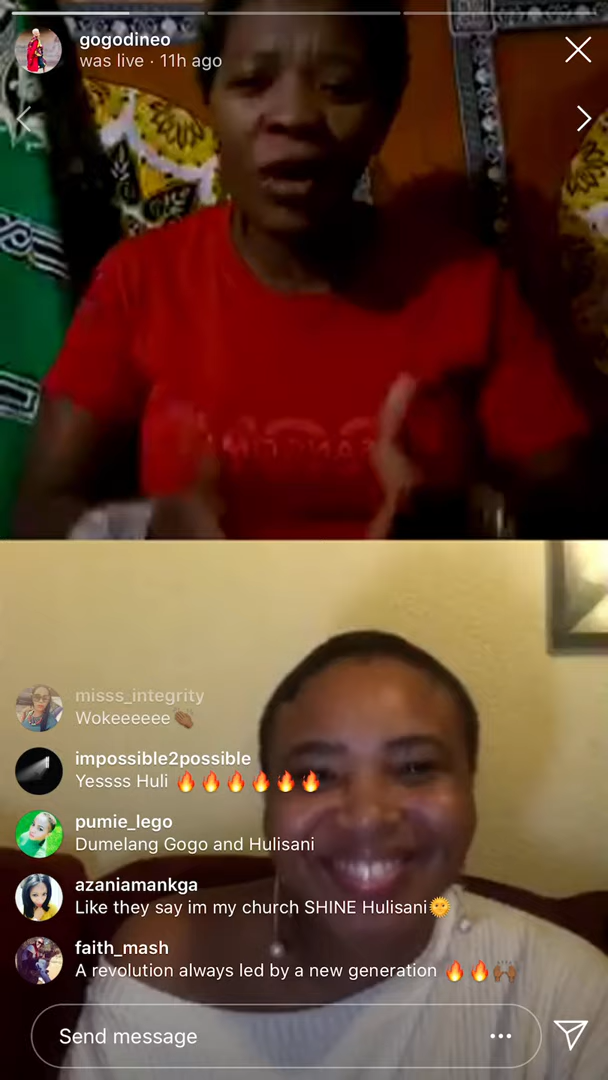 gogodineo
was live · 11h ago
misss_integrity
Wokeeeeee👏🏾
impossible2possible
Yessss Huli 🔥🔥🔥🔥🔥🔥
pumie_lego
Dumelang Gogo and Hulisani
azaniamankga
Like they say im my church SHINE Hulisani🌞
faith_mash
A revolution always led by a new generation 🔥🔥🙌🏾
Send message